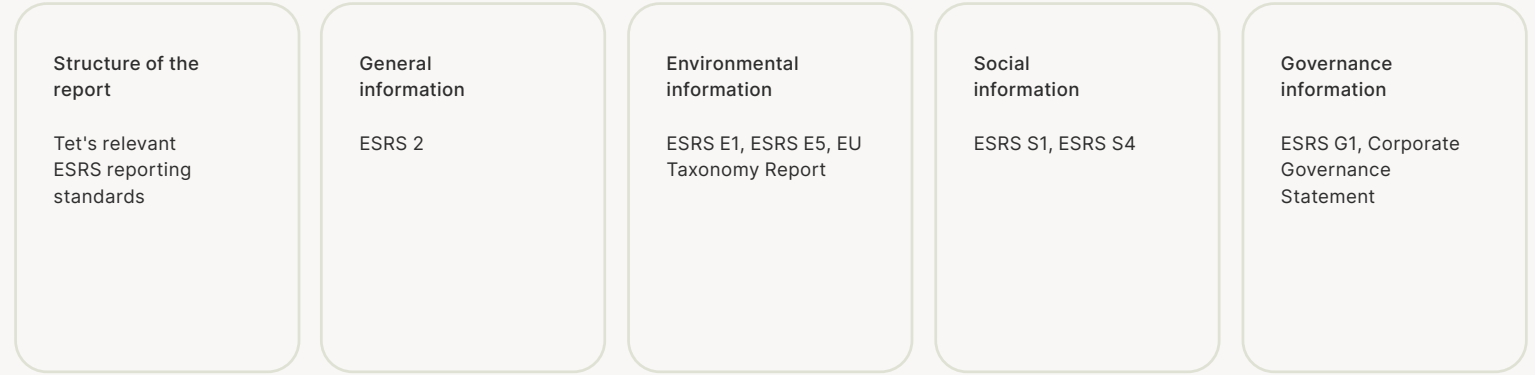 Structure of the
report
Tet's relevant
ESRS reporting
standards
General
information
ESRS 2
Environmental
information
ESRS E1, ESRS E5, EU
Taxonomy Report
Social
information
ESRS S1, ESRS S4
Governance
information
ESRS G1, Corporate
Governance
Statement